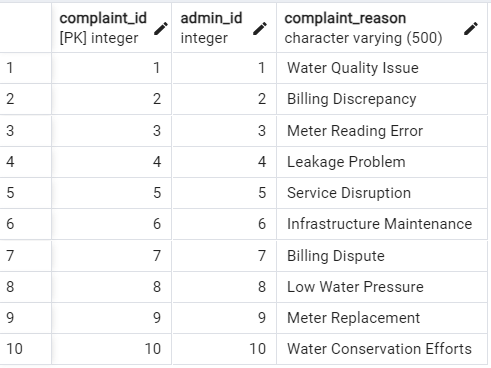 complaint_id admin_id complaint_reason
[PK] integer integer character varying (500)
1 1 1 Water Quality Issue
2 2 2 Billing Discrepancy
3 3 3 Meter Reading Error
4 4 4 Leakage Problem
5 5 5 Service Disruption
6 6 6 Infrastructure Maintenance
7 7 7 Billing Dispute
8 8 8 Low Water Pressure
9 9 9 Meter Replacement
10 10 10 Water Conservation Efforts